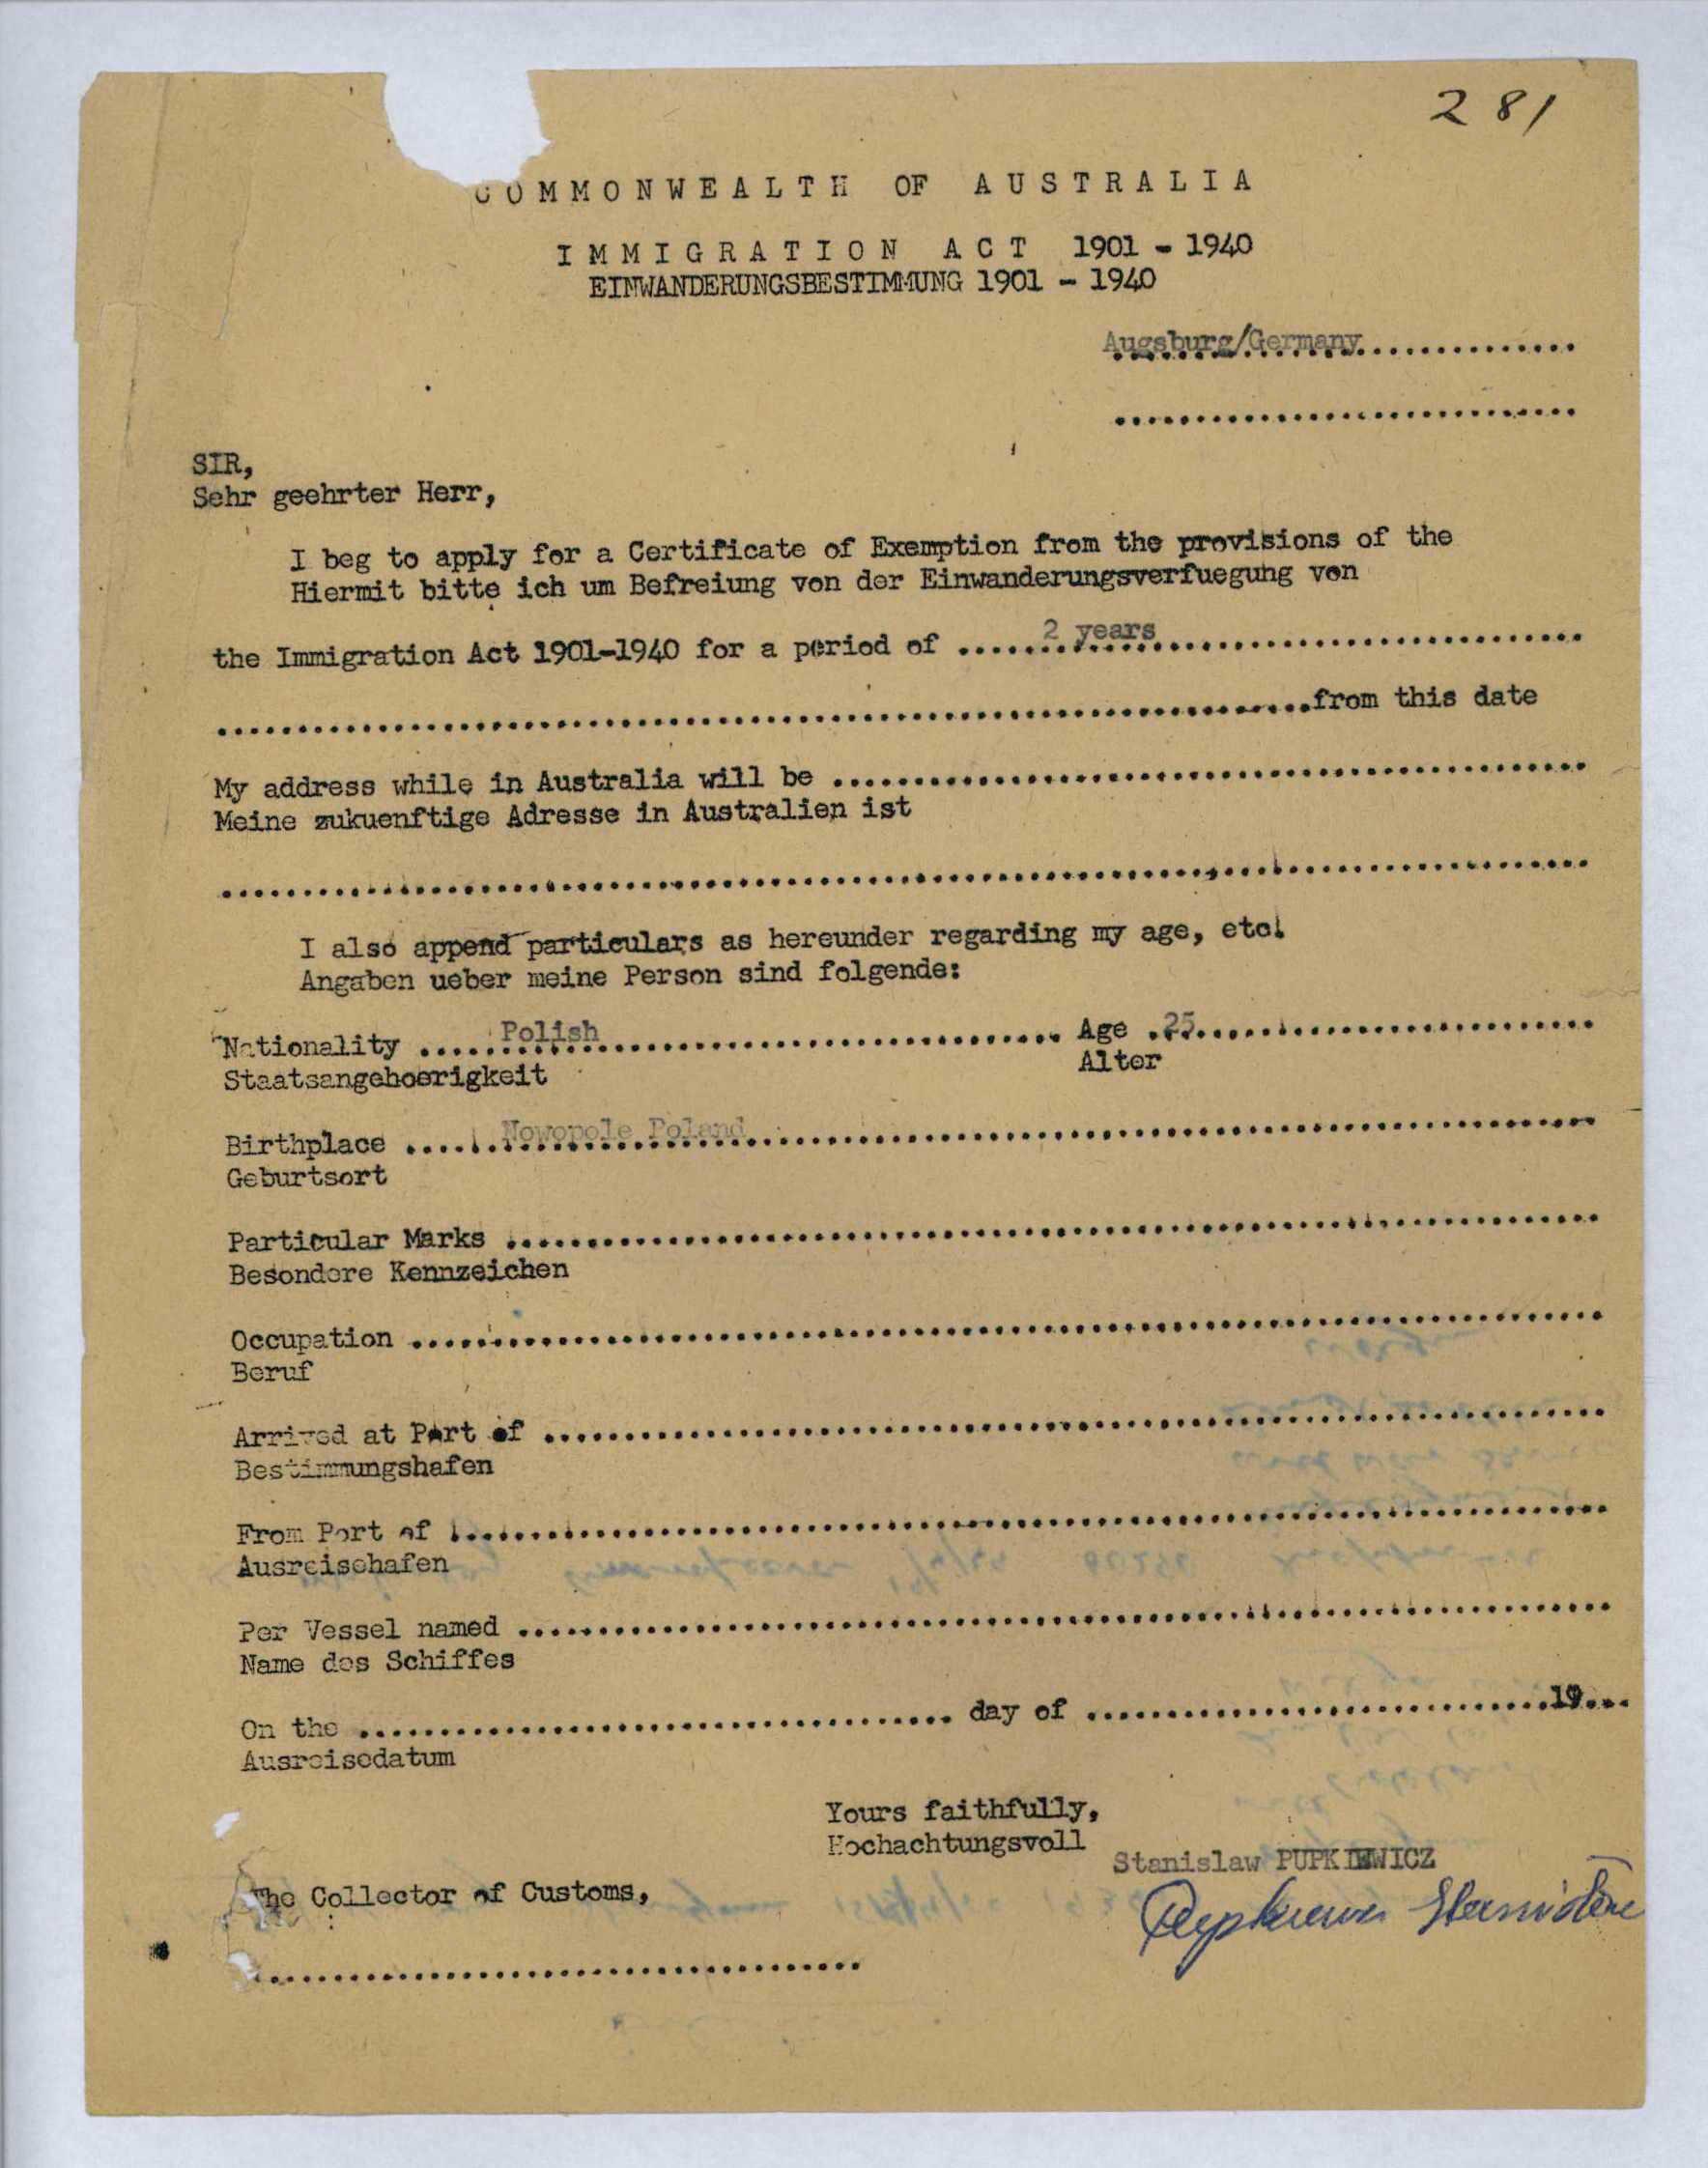 281
COMMONWEALTH OF AUSTRALIA
IMMIGRATION ACT 1901 - 1940
EINWANDERUNGSBESTIMMUNG 1901 - 1940
Augsburg/Germany
SIR,
Sehr geehrter Herr,
I beg to apply for a Certificate of Exemption from the provisions of the
Hiermit bitte ich um Befreiung von der Einwanderungsverfuegung von
the Immigration Act 1901-1940 for a period of ...... 2 years ..............................
..............................from this date
My address while in Australia will be ..............................
Meine zukuenftige Adresse in Australien ist
..............................
I also append particulars as hereunder regarding my age, etc.
Angaben ueber meine Person sind folgende:
Nationality ..... Polish .............................. Age .25..............................
Staatsangehoerigkeit Alter
Birthplace ...... Nowopole Poland ..............................
Geburtsort
Particular Marks ..............................
Besondere Kennzeichen
Occupation ..............................
Beruf
Arrived at Port of ..............................
Bestimmungshafen
From Port of ..............................
Ausreisehafen
Per Vessel named ..............................
Name des Schiffes
On the .............................. day of ..............................19...
Ausreisedatum
Yours faithfully,
Hochachtungsvoll
Stanislaw PUPKIEWICZ
The Collector of Customs,
..............................